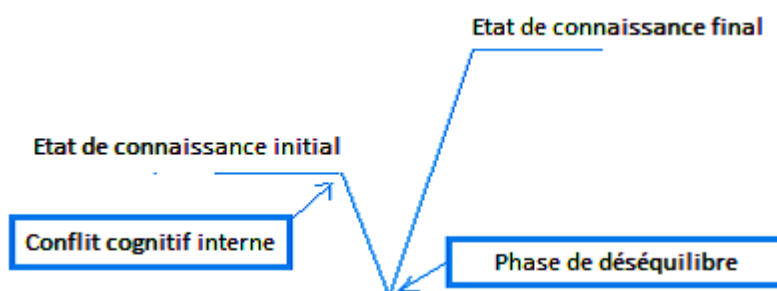 Etat de connaissance final
Etat de connaissance initial
Conflit cognitif interne
Phase de déséquilibre